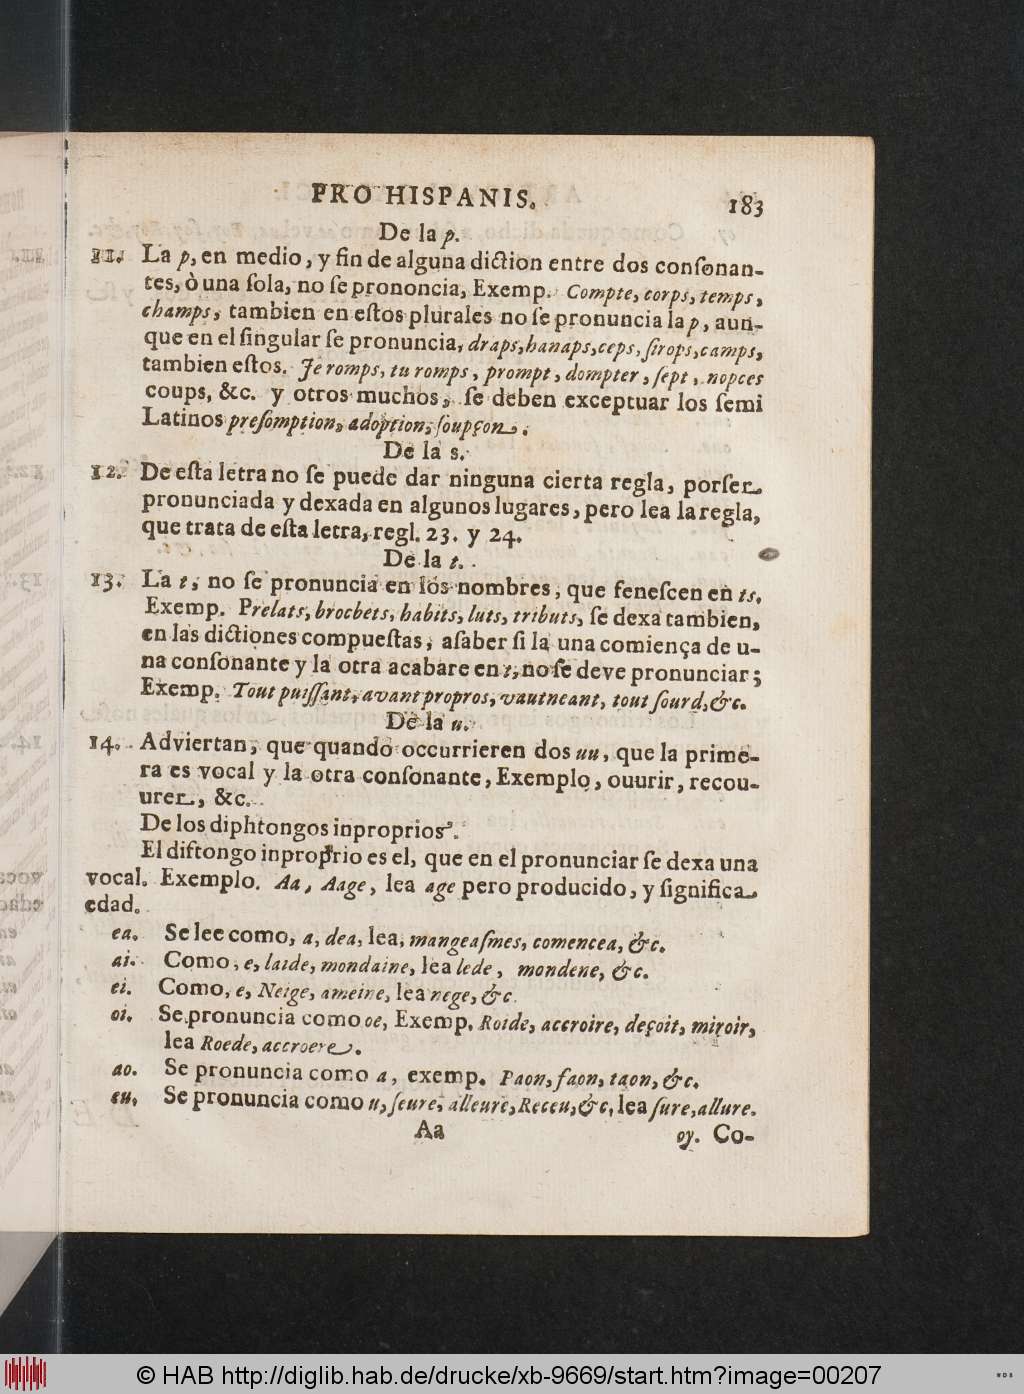 PRO HISPANIS.
183
De la p.
11. La p, en medio, y fin de alguna diction entre dos conſonan-
tes, ò una ſola, no ſe prononcia, Exemp. Compte, corps, temps,
champs, tambien en eſtos plurales no ſe pronuncia la p, aun-
que en el ſingular ſe pronuncia, draps, hanaps, ceps, ſirops, camps,
tambien eſtos. Je romps, tu romps, prompt, dompter, ſept, nopces
coups, &c. y otros muchos, ſe deben exceptuar los ſemi
Latinos preſomption, adoption, ſoupçon.
De la s.
12. De eſta letra no ſe puede dar ninguna cierta regla, porſer
pronunciada y dexada en algunos lugares, pero lea la regla,
que trata de eſta letra, regl. 23. y 24.
De la t.
13. La t, no ſe pronuncia en los nombres, que feneſcen en ts.
Exemp. Prelats, brochets, habits, luts, tributs, ſe dexa tambien,
en las dictiones compueſtas, aſaber ſi la una comiença de u-
na conſonante y la otra acabare en t, no ſe deve pronunciar;
Exemp. Tout puiſſant, avant propros, vautneant, tout ſourd, &c.
De la u.
14. Adviertan, que quando occurrieren dos uu, que la prime-
ra es vocal y la otra conſonante, Exemplo, ouurir, recou-
urer, &c.
De los diphtongos inproprios.
El diftongo inproprio es el, que en el pronunciar ſe dexa una
vocal. Exemplo. Aa, Aage, lea age pero producido, y ſignifica
edad.
ea. Se lee como, a, dea, lea, mangeaſmes, comencea, &c.
ai. Como, e, laide, mondaine, lea lede, mondene, &c.
ei. Como, e, Neige, ameine, lea nege, &c.
oi. Se pronuncia como oe, Exemp. Roide, accroire, deçoit, miroir,
lea Roede, accroere.
ao. Se pronuncia como a, exemp. Paon, faon, taon, &c.
eu. Se pronuncia como u, ſeure, alleure, Receu, &c, lea ſure, allure.
Aa
oy. Co-
© HAB http://diglib.hab.de/drucke/xb-9669/start.htm?image=00207